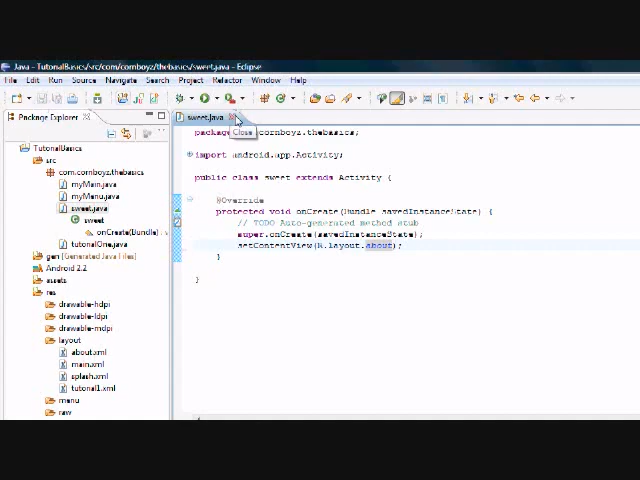 Java - TutorialBasics/src/com/cornboyz/thebasics/sweet.java - Eclipse
File Edit Run Source Navigate Search Project Refactor Window Help
Package Explorer
sweet.java
Close
TutorialBasics
src
com.cornboyz.thebasics
myMain.java
myMenu.java
sweet.java
sweet
onCreate(Bundle) :
tutorialOne.java
gen [Generated Java Files]
Android 2.2
assets
res
drawable-hdpi
drawable-ldpi
drawable-mdpi
layout
about.xml
main.xml
splash.xml
tutorial1.xml
menu
raw
package cornboyz.thebasics;
import android.app.Activity;
public class sweet extends Activity {
@Override
protected void onCreate(Bundle savedInstanceState) {
// TODO Auto-generated method stub
super.onCreate(savedInstanceState);
setContentView(R.layout.about);
}
}